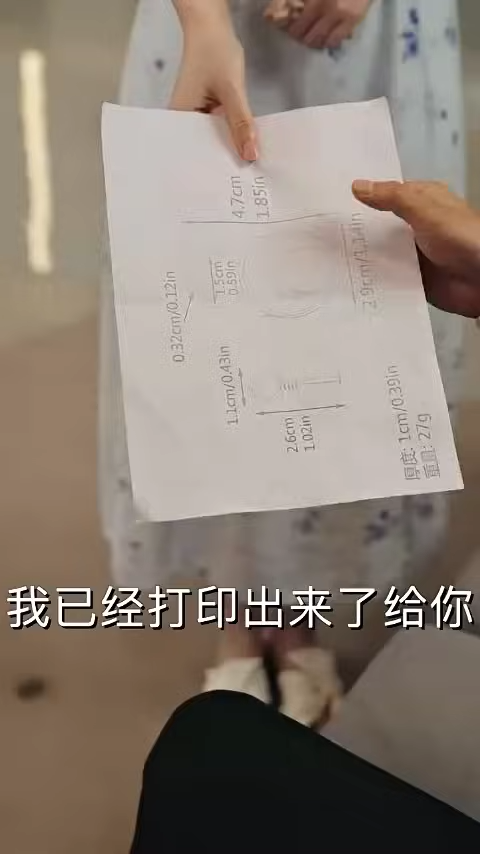 4.7cm
1.85in
1.5cm
0.59in
2.9cm/1.14in
0.32cm/0.12in
1.1cm/0.43in
2.6cm
1.02in
厚度: 1cm/0.39in
重量: 27g
我已经打印出来了给你